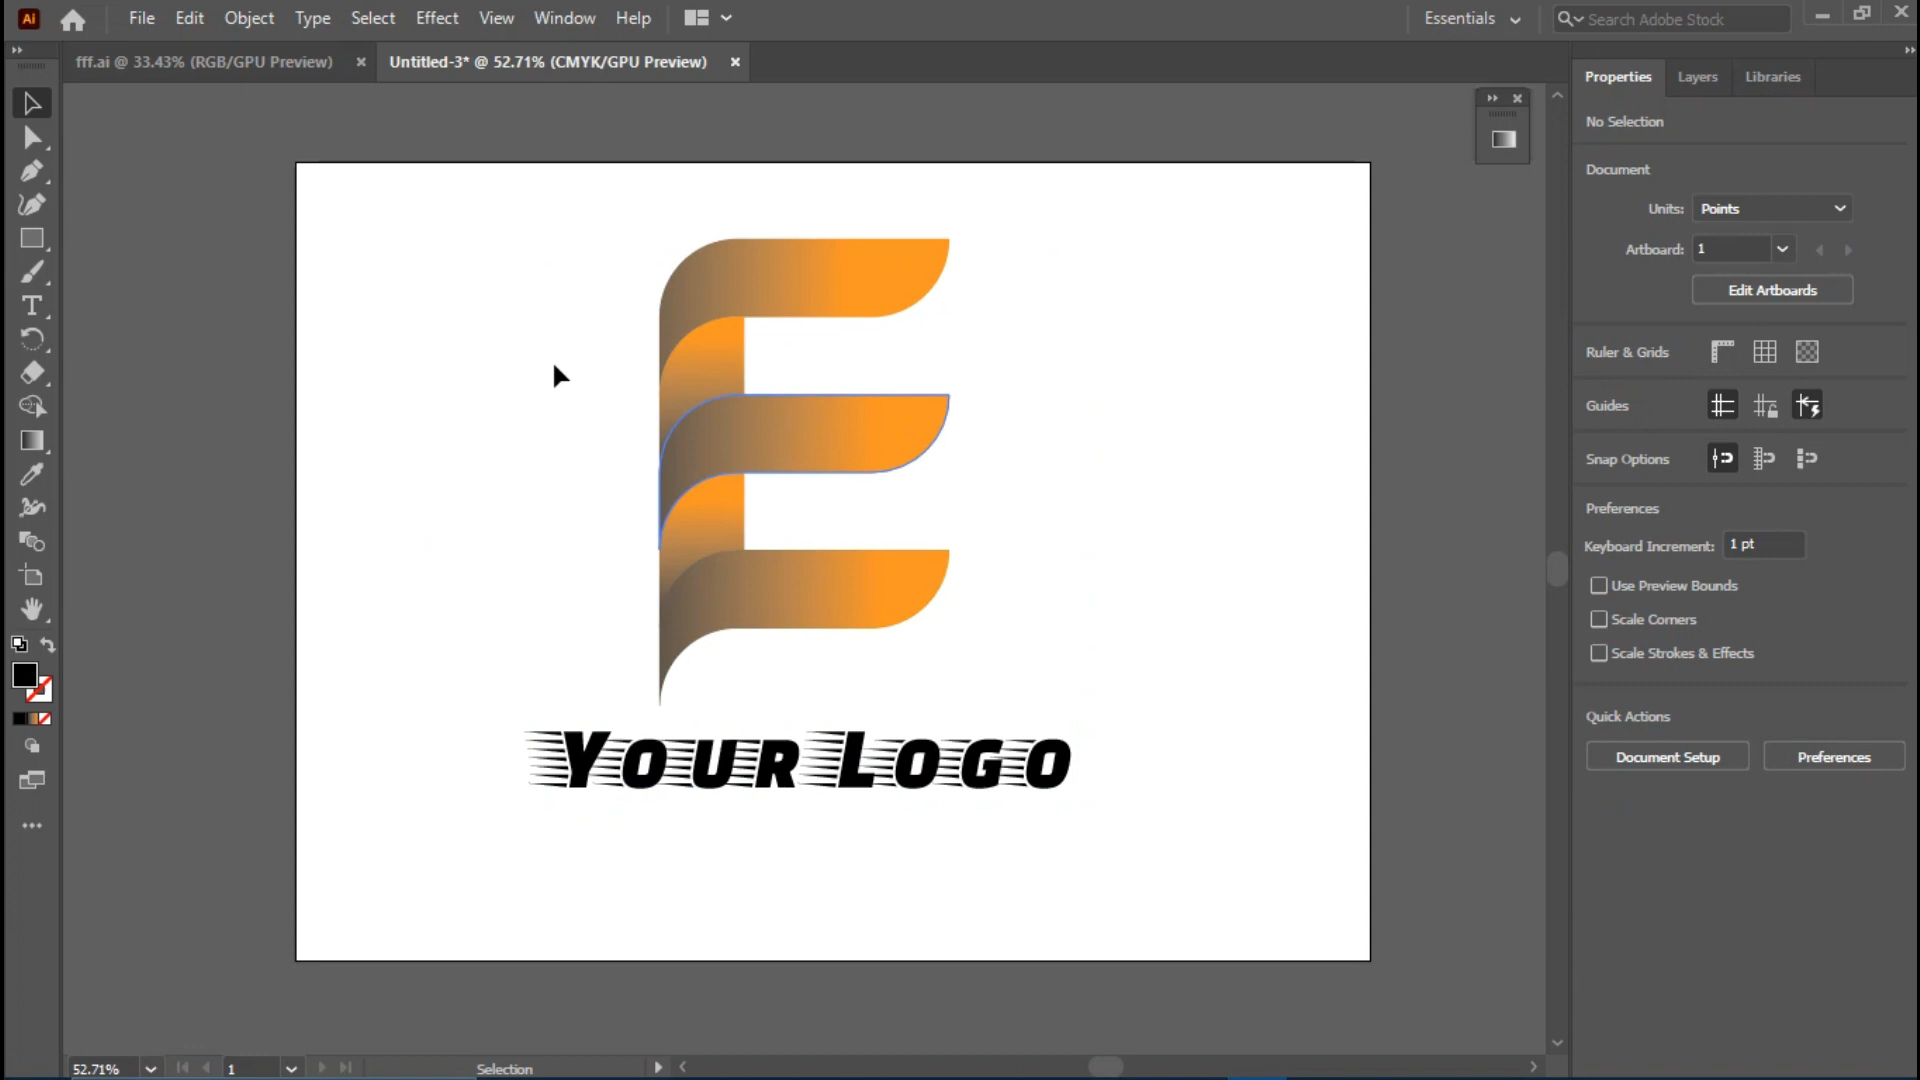 Ai File Edit Object Type Select Effect View Window Help Essentials Search Adobe Stock
fff.ai @ 33.43% (RGB/GPU Preview) Untitled-3* @ 52.71% (CMYK/GPU Preview)
Properties Layers Libraries
No Selection
Document
Units: Points
Artboard: 1
Edit Artboards
Ruler & Grids
Guides
Snap Options
Preferences
Keyboard Increment: 1 pt
Use Preview Bounds
Scale Corners
Scale Strokes & Effects
Quick Actions
Document Setup Preferences
E
Your Logo
52.71% 1 Selection